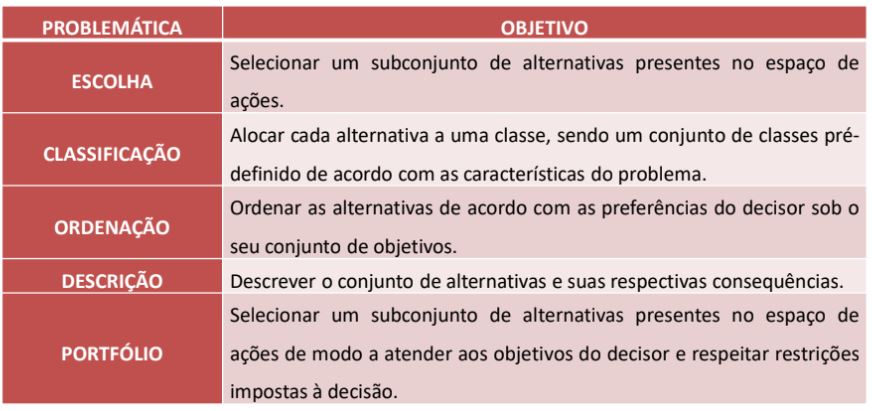 PROBLEMÁTICA OBJETIVO
ESCOLHA
Selecionar um subconjunto de alternativas presentes no espaço de
ações.
CLASSIFICAÇÃO
Alocar cada alternativa a uma classe, sendo um conjunto de classes pré-
definido de acordo com as características do problema.
ORDENAÇÃO
Ordenar as alternativas de acordo com as preferências do decisor sob o
seu conjunto de objetivos.
DESCRIÇÃO
Descrever o conjunto de alternativas e suas respectivas consequências.
PORTFÓLIO
Selecionar um subconjunto de alternativas presentes no espaço de
ações de modo a atender aos objetivos do decisor e respeitar restrições
impostas à decisão.